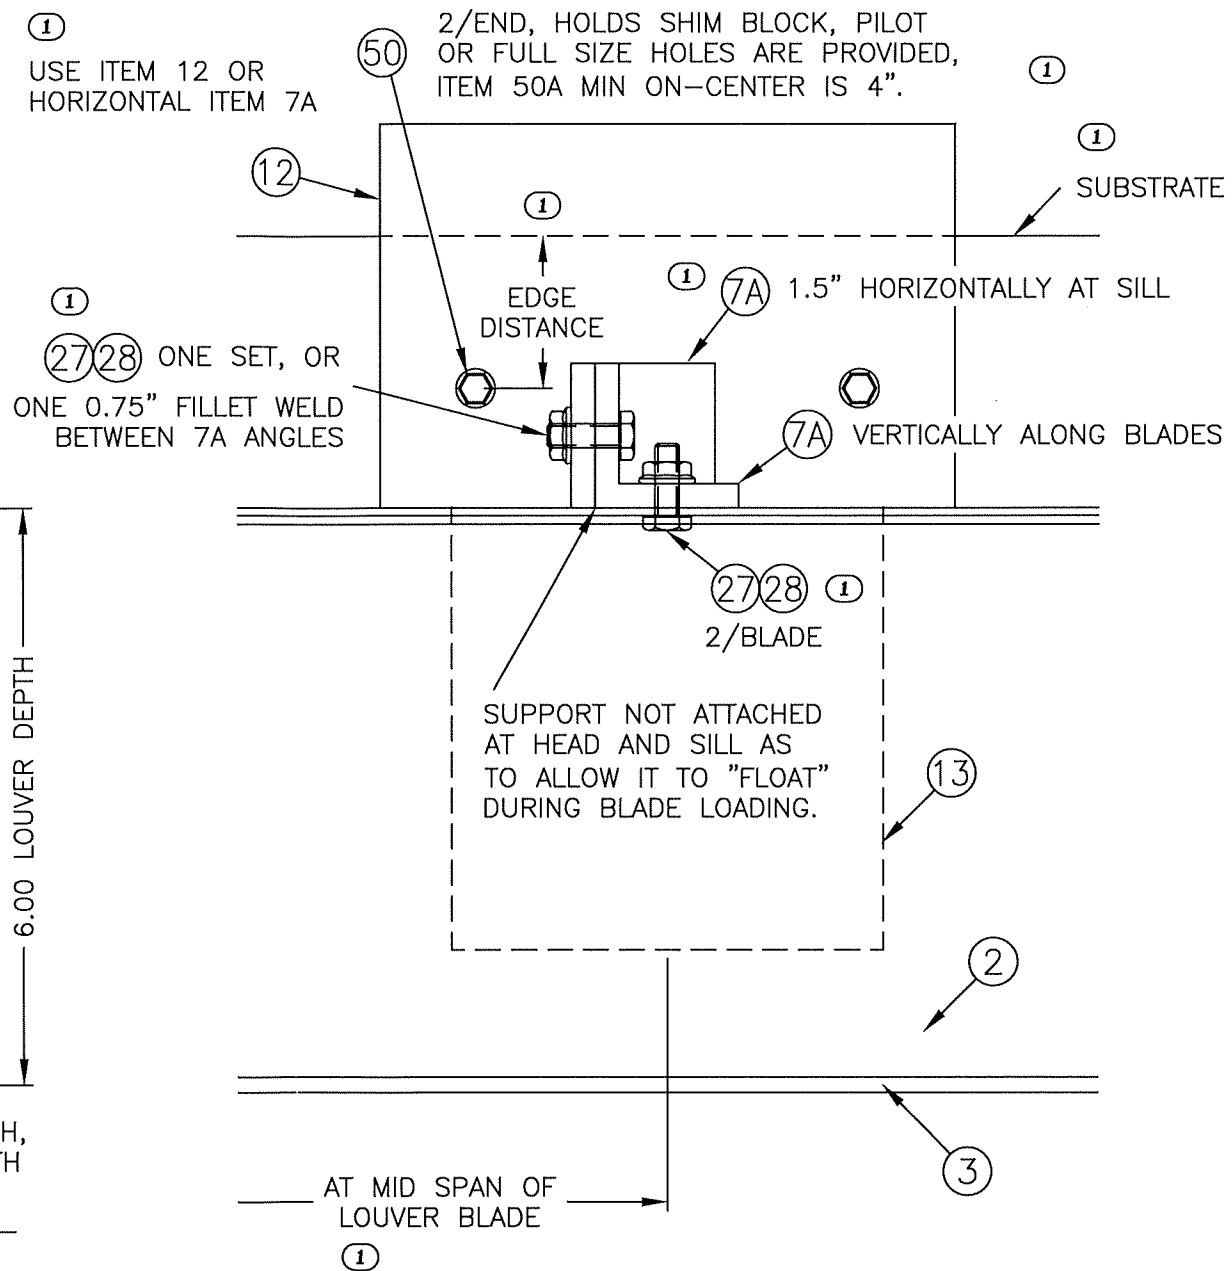 1
USE ITEM 12 OR
HORIZONTAL ITEM 7A
50
2/END, HOLDS SHIM BLOCK, PILOT
OR FULL SIZE HOLES ARE PROVIDED,
ITEM 50A MIN ON-CENTER IS 4".
1
12
1
SUBSTRATE
1
EDGE
DISTANCE
1
7A 1.5" HORIZONTALLY AT SILL
1
27 28 ONE SET, OR
ONE 0.75" FILLET WELD
BETWEEN 7A ANGLES
7A VERTICALLY ALONG BLADES
27 28 1
2/BLADE
6.00 LOUVER DEPTH
SUPPORT NOT ATTACHED
AT HEAD AND SILL AS
TO ALLOW IT TO "FLOAT"
DURING BLADE LOADING.
13
2
3
H,
TH
AT MID SPAN OF
LOUVER BLADE
1